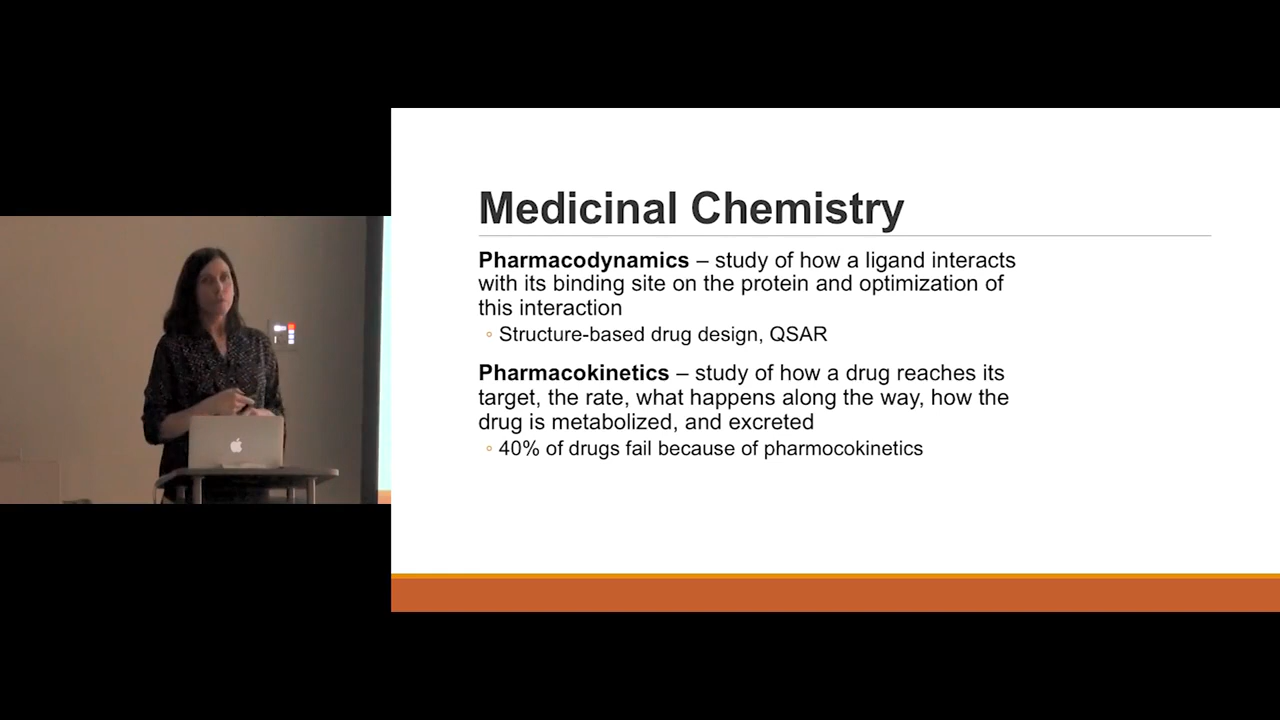 Medicinal Chemistry
Pharmacodynamics – study of how a ligand interacts
with its binding site on the protein and optimization of
this interaction
◦ Structure-based drug design, QSAR
Pharmacokinetics – study of how a drug reaches its
target, the rate, what happens along the way, how the
drug is metabolized, and excreted
◦ 40% of drugs fail because of pharmocokinetics